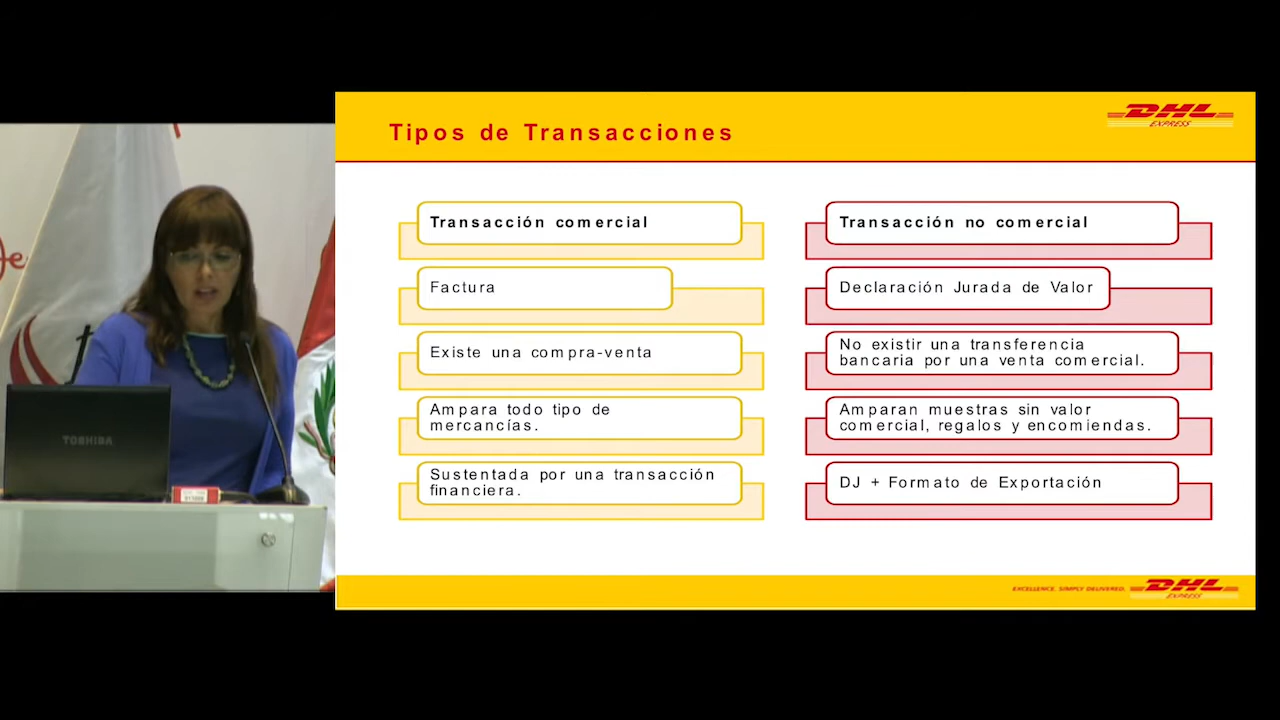 Tipos de Transacciones
DHL
EXPRESS
Transacción comercial
Factura
Existe una compra-venta
Ampara todo tipo de
mercancías.
Sustentada por una transacción
financiera.
Transacción no comercial
Declaración Jurada de Valor
No existir una transferencia
bancaria por una venta comercial.
Amparan muestras sin valor
comercial, regalos y encomiendas.
DJ + Formato de Exportación
EXCELLENCE. SIMPLY DELIVERED.
DHL
EXPRESS
TOSHIBA